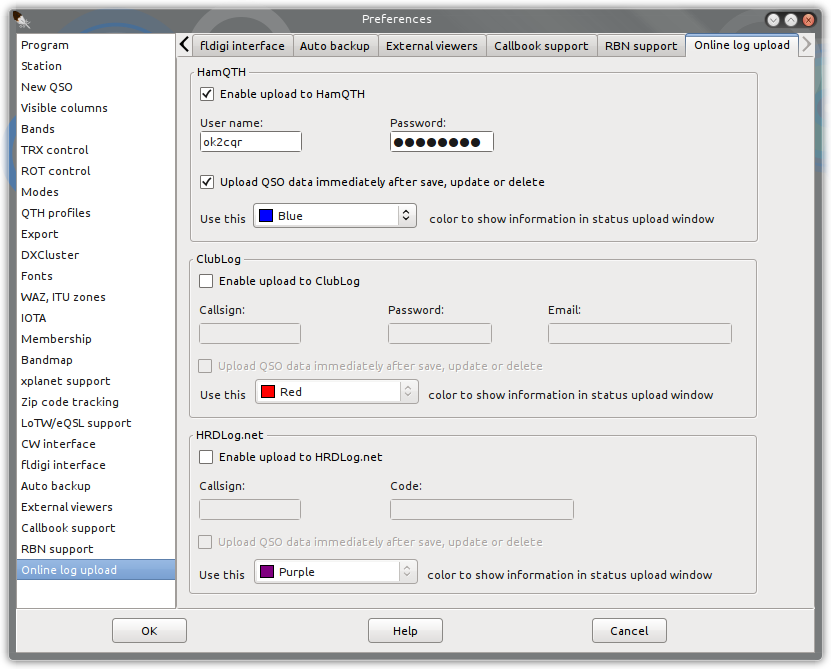 Preferences
Program
Station
New QSO
Visible columns
Bands
TRX control
ROT control
Modes
QTH profiles
Export
DXCluster
Fonts
WAZ, ITU zones
IOTA
Membership
Bandmap
xplanet support
Zip code tracking
LoTW/eQSL support
CW interface
fldigi interface
Auto backup
External viewers
Callbook support
RBN support
Online log upload
fldigi interface Auto backup External viewers Callbook support RBN support Online log upload
HamQTH
Enable upload to HamQTH
User name: Password:
ok2cqr ●●●●●●●●
Upload QSO data immediately after save, update or delete
Use this Blue color to show information in status upload window
ClubLog
Enable upload to ClubLog
Callsign: Password: Email:
Upload QSO data immediately after save, update or delete
Use this Red color to show information in status upload window
HRDLog.net
Enable upload to HRDLog.net
Callsign: Code:
Upload QSO data immediately after save, update or delete
Use this Purple color to show information in status upload window
OK Help Cancel